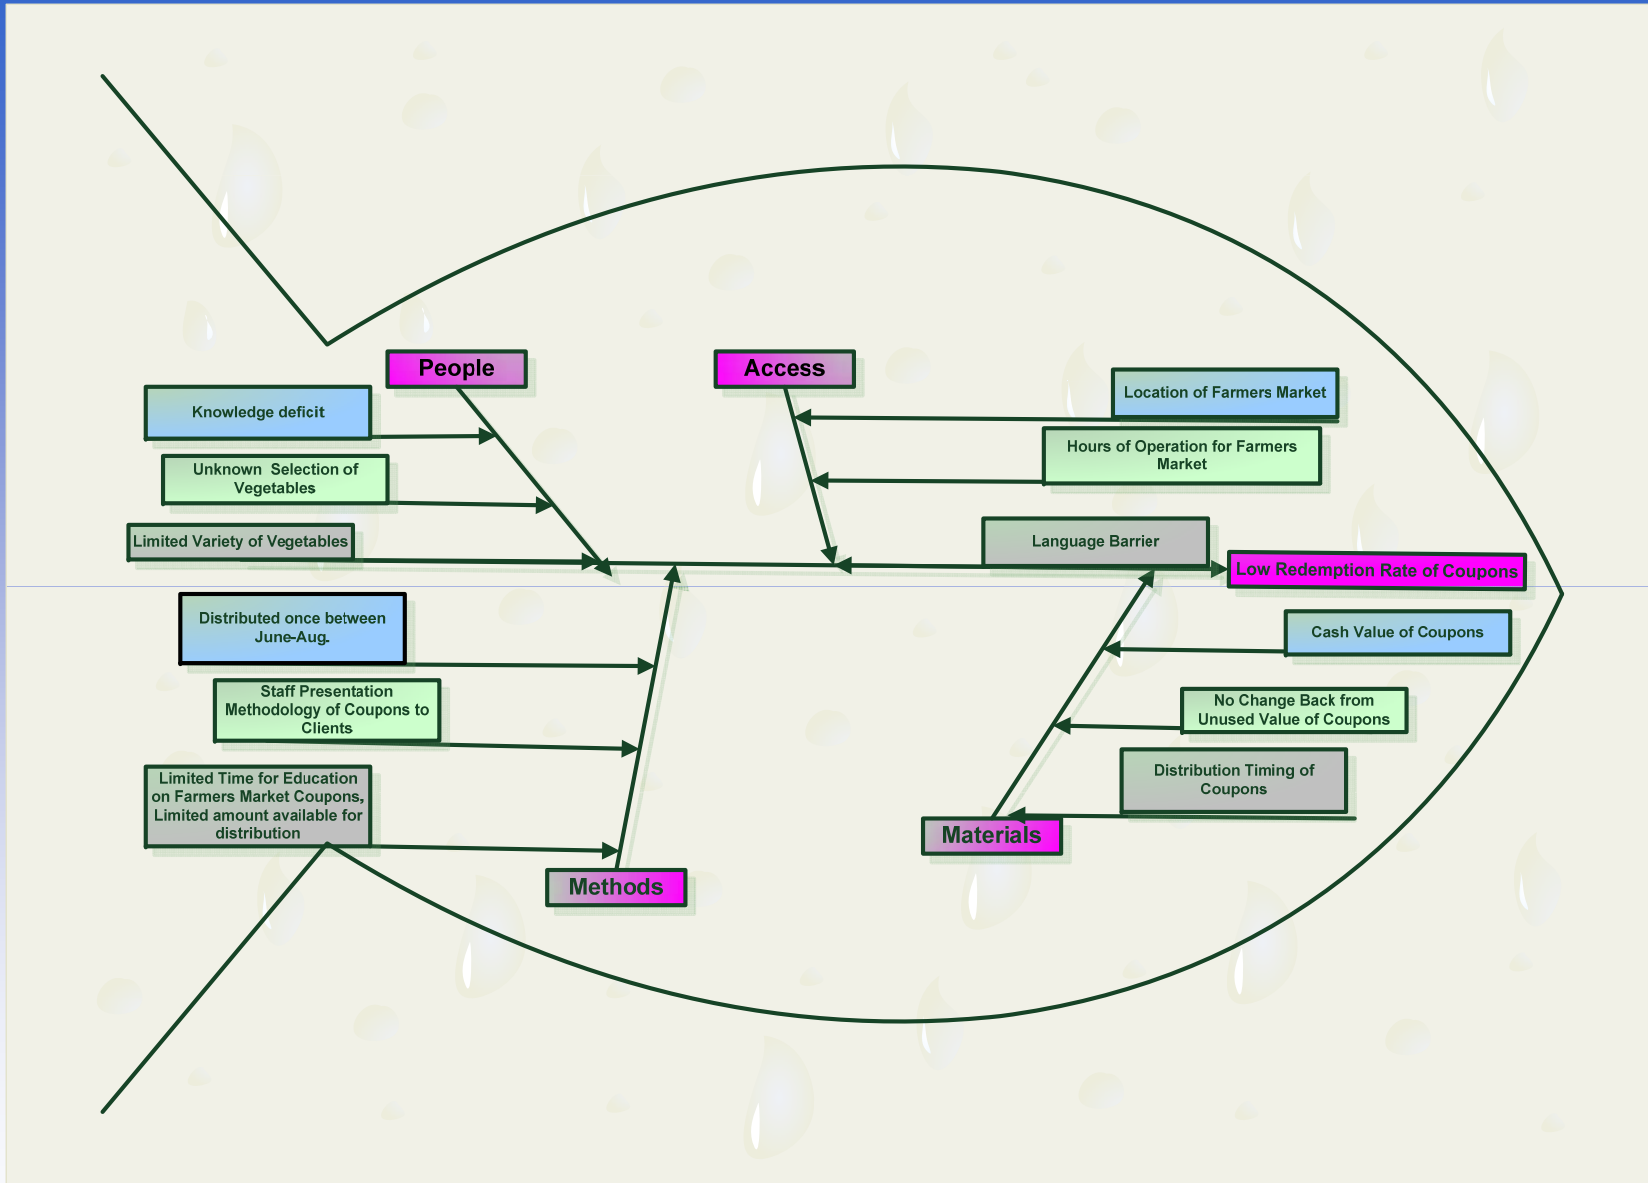 People
Knowledge deficit
Unknown Selection of
Vegetables
Limited Variety of Vegetables
Access
Location of Farmers Market
Hours of Operation for Farmers
Market
Language Barrier
Low Redemption Rate of Coupons
Distributed once between
June-Aug.
Staff Presentation
Methodology of Coupons to
Clients
Limited Time for Education
on Farmers Market Coupons,
Limited amount available for
distribution
Methods
Cash Value of Coupons
No Change Back from
Unused Value of Coupons
Distribution Timing of
Coupons
Materials